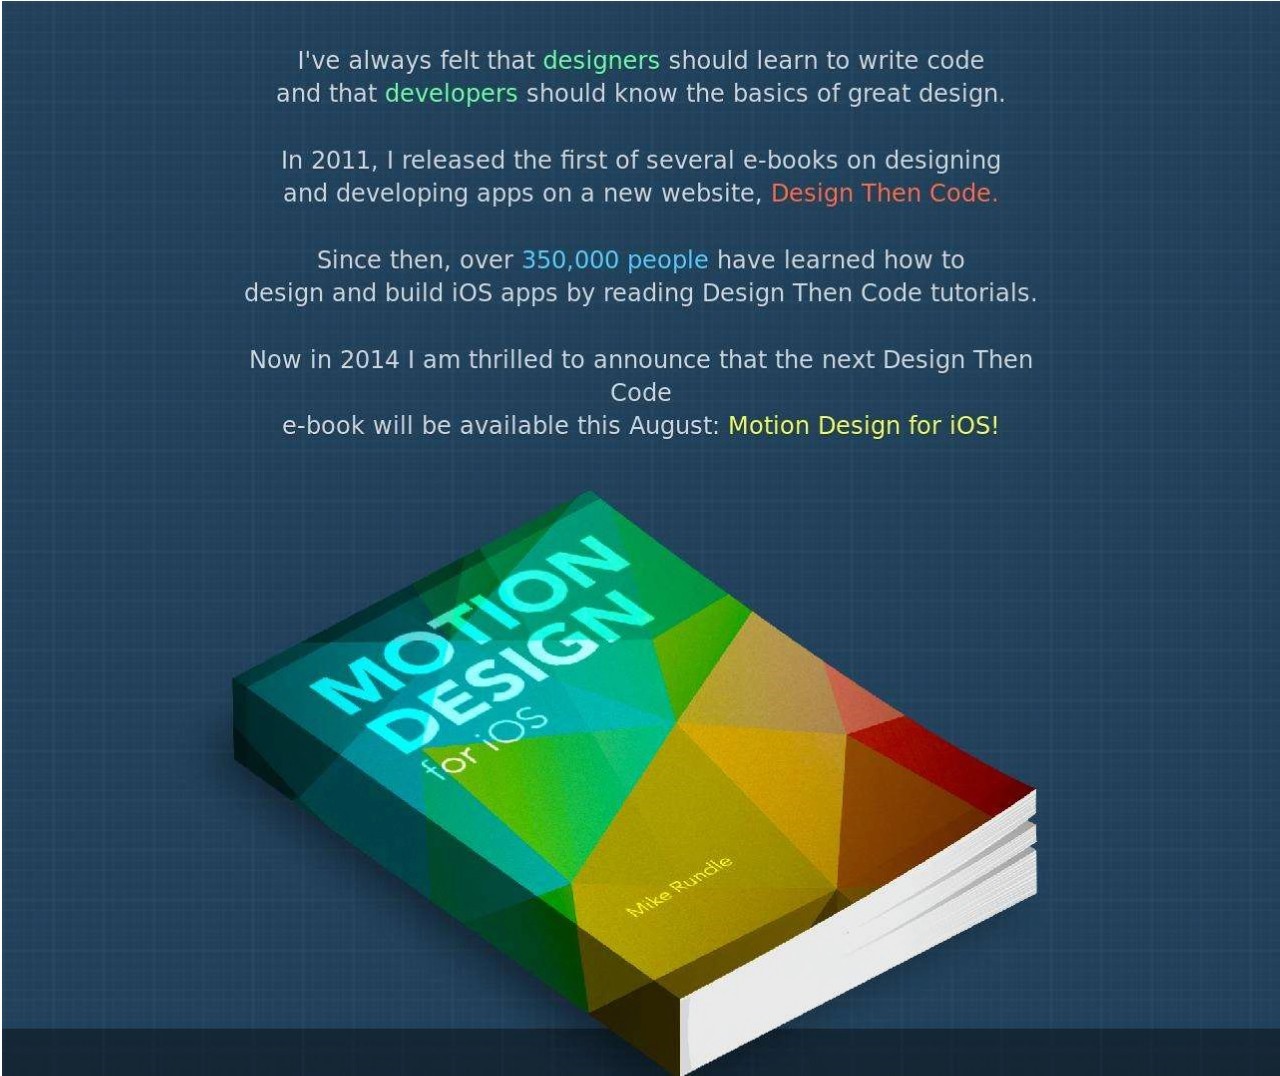 I've always felt that designers should learn to write code
and that developers should know the basics of great design.
In 2011, I released the first of several e-books on designing
and developing apps on a new website, Design Then Code.
Since then, over 350,000 people have learned how to
design and build iOS apps by reading Design Then Code tutorials.
Now in 2014 I am thrilled to announce that the next Design Then
Code
e-book will be available this August: Motion Design for iOS!
MOTION
DESIGN
for iOS
Mike Rundle